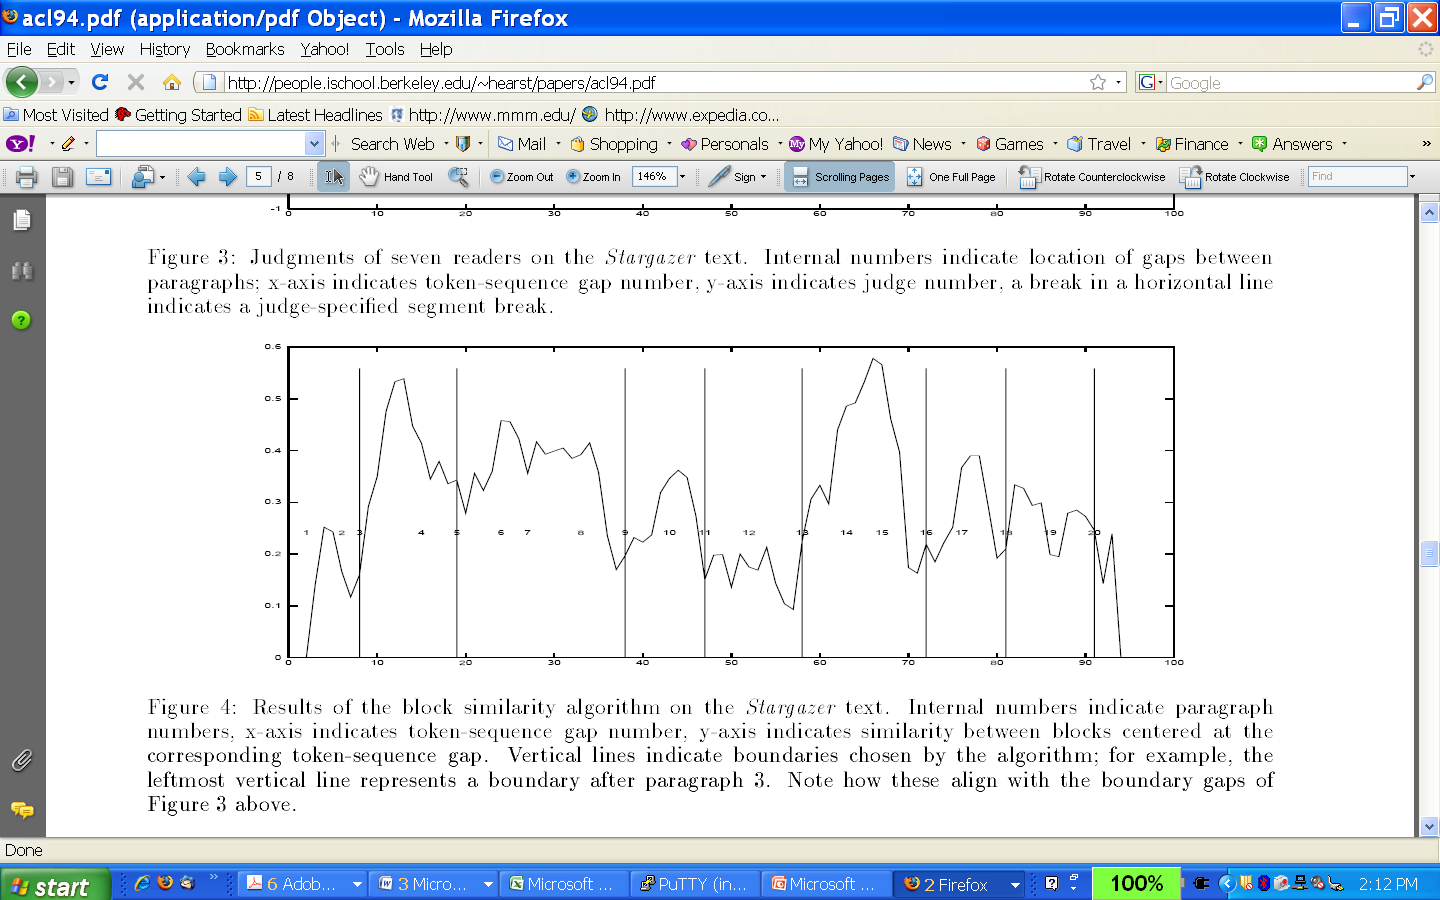 acl94.pdf (application/pdf Object) - Mozilla Firefox
File Edit View History Bookmarks Yahoo! Tools Help
http://people.ischool.berkeley.edu/~hearst/papers/acl94.pdf G Google
Most Visited Getting Started Latest Headlines http://www.mmm.edu/ http://www.expedia.co...
Y! Search Web Mail Shopping Personals My My Yahoo! News Games Travel Finance Answers »
5 / 8 Hand Tool Zoom Out Zoom In 146% Sign Scrolling Pages One Full Page Rotate Counterclockwise Rotate Clockwise Find
-1 0 10 20 30 40 50 60 70 80 90 100
Figure 3: Judgments of seven readers on the Stargazer text. Internal numbers indicate location of gaps between
paragraphs; x-axis indicates token-sequence gap number, y-axis indicates judge number, a break in a horizontal line
indicates a judge-specified segment break.
0.6
0.5
0.4
0.3
1 2 3 4 5 6 7 8 9 10 11 12 13 14 15 16 17 18 19 20
0.2
0.1
0
0 10 20 30 40 50 60 70 80 90 100
Figure 4: Results of the block similarity algorithm on the Stargazer text. Internal numbers indicate paragraph
numbers, x-axis indicates token-sequence gap number, y-axis indicates similarity between blocks centered at the
corresponding token-sequence gap. Vertical lines indicate boundaries chosen by the algorithm; for example, the
leftmost vertical line represents a boundary after paragraph 3. Note how these align with the boundary gaps of
Figure 3 above.
Done
start » 6 Adob... 3 Micro... Microsoft ... PuTTY (in... Microsoft ... 2 Firefox 100% 2:12 PM